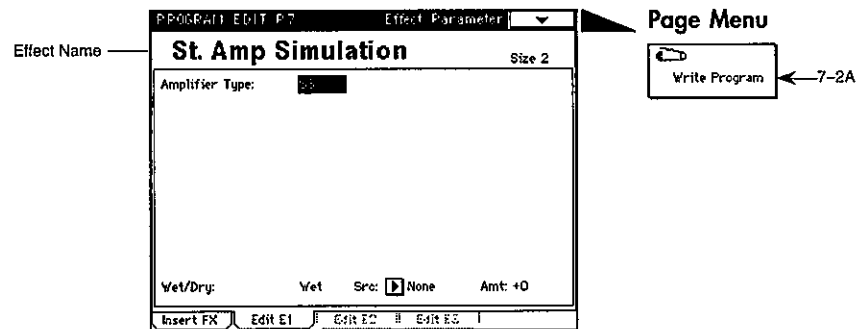 PROGRAM EDIT P7 Effect Parameter
Page Menu
Effect Name
St. Amp Simulation Size 2
Write Program 7-2A
Amplifier Type:
Wet/Dry: Wet Src: None Amt: +0
Insert FX Edit E1 Edit E2 Edit E3